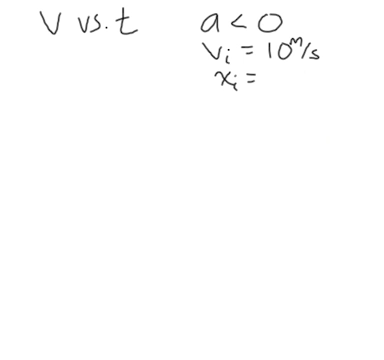 V vs. t a < 0
Vᵢ = 10 m/s
xᵢ =